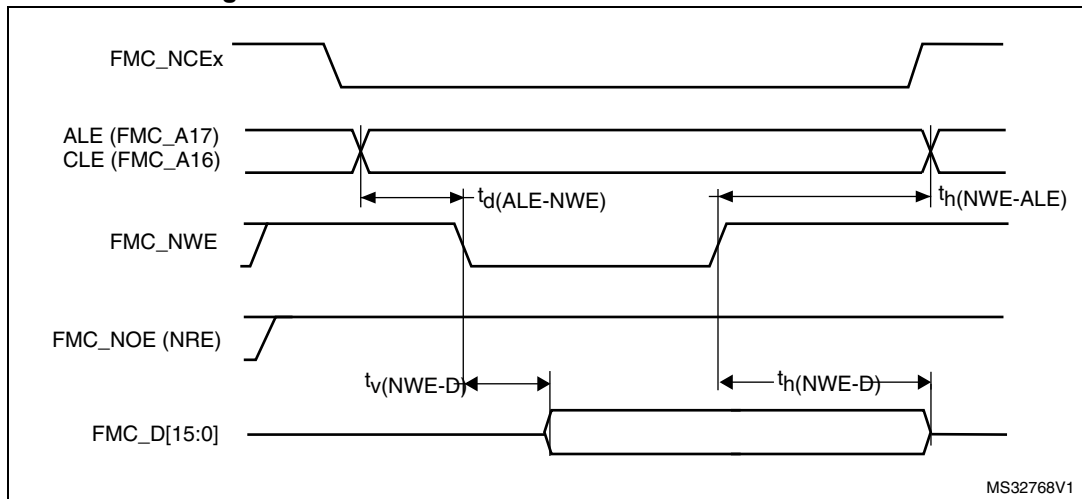 FMC_NCEx
ALE (FMC_A17)
CLE (FMC_A16)
td(ALE-NWE)
th(NWE-ALE)
FMC_NWE
FMC_NOE (NRE)
tv(NWE-D)
th(NWE-D)
FMC_D[15:0]
MS32768V1